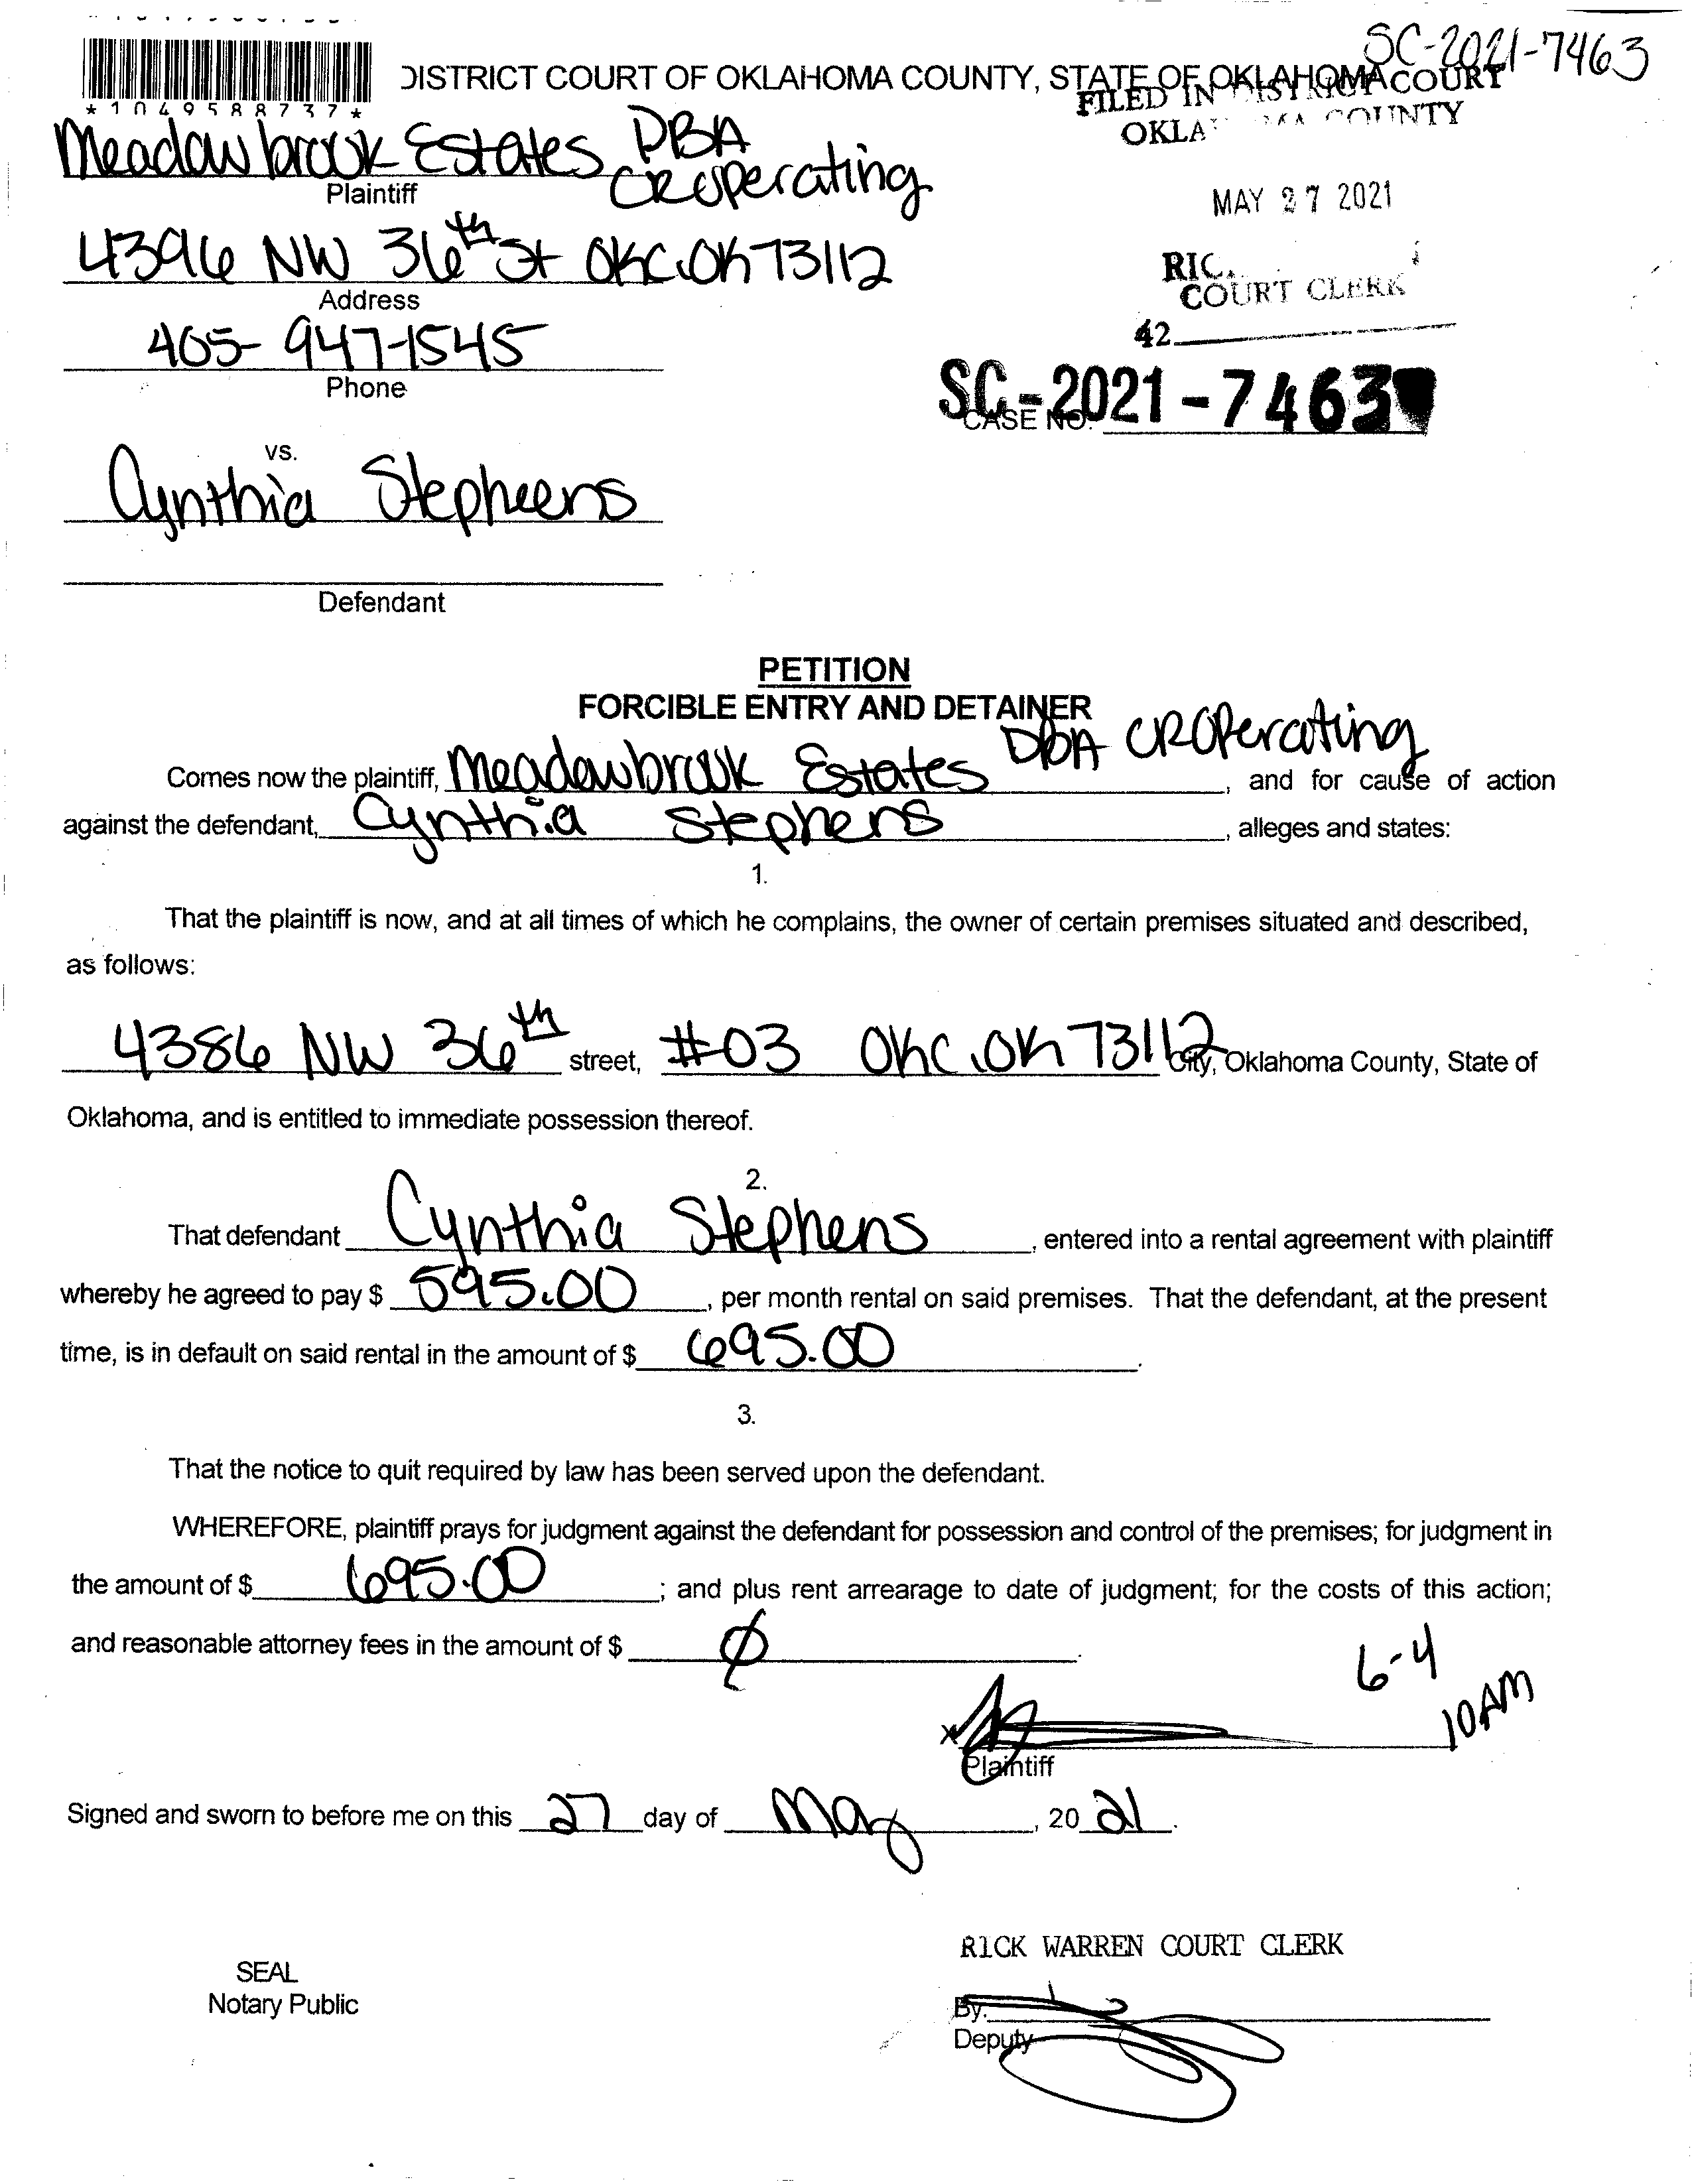 SC-2021-7463
DISTRICT COURT OF OKLAHOMA COUNTY, STATE OF OKLAHOMA
*1049588737*
FILED IN DISTRICT COURT
OKLA COUNTY
Meadowbrook Estates DBA
CROperating
Plaintiff
MAY 27 2021
4396 NW 36th St OKC, OK 73112
Address
RIC
COURT CLERK
405-947-1545
Phone
42
SC-2021-7463
CASE NO.
vs.
Cynthia Stepheens
Defendant
PETITION
FORCIBLE ENTRY AND DETAINER
Comes now the plaintiff, Meadowbrook Estates DBA CROperating, and for cause of action
against the defendant, Cynthia Stephens, alleges and states:
1.
That the plaintiff is now, and at all times of which he complains, the owner of certain premises situated and described,
as follows:
4386 NW 36th street, #03 OKC, OK 73112 City, Oklahoma County, State of
Oklahoma, and is entitled to immediate possession thereof.
2.
That defendant Cynthia Stephens, entered into a rental agreement with plaintiff
whereby he agreed to pay $ 595.00, per month rental on said premises. That the defendant, at the present
time, is in default on said rental in the amount of $ 695.00.
3.
That the notice to quit required by law has been served upon the defendant.
WHEREFORE, plaintiff prays for judgment against the defendant for possession and control of the premises; for judgment in
the amount of $ 695.00; and plus rent arrearage to date of judgment; for the costs of this action;
and reasonable attorney fees in the amount of $ Ø.
6-4
10AM
X
Plaintiff
Signed and sworn to before me on this 27 day of May, 20 21.
RICK WARREN COURT CLERK
SEAL
Notary Public
By:
Deputy